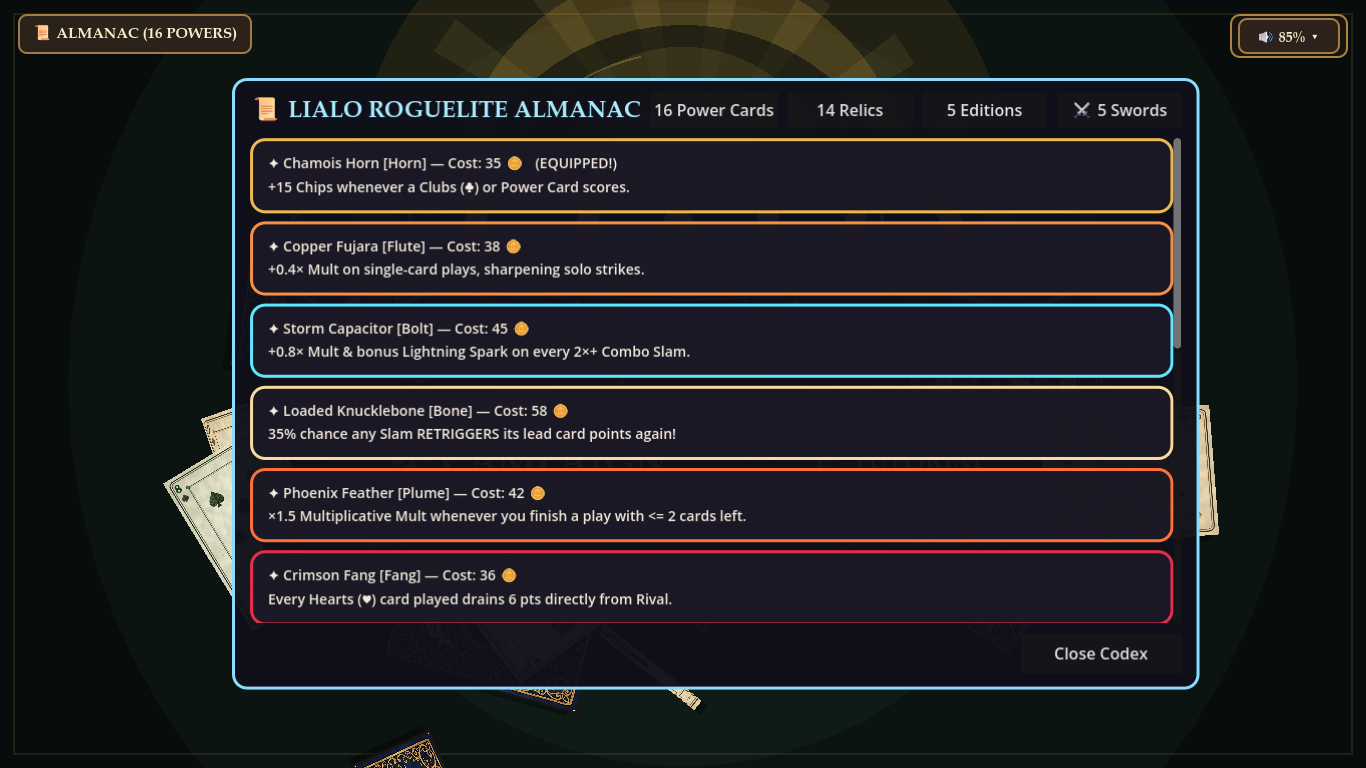 📜 ALMANAC (16 POWERS)
🔊 85% ▾
📜 LIALO ROGUELITE ALMANAC
16 Power Cards
14 Relics
5 Editions
⚔ 5 Swords
✦ Chamois Horn [Horn] — Cost: 35 🪙 (EQUIPPED!)
+15 Chips whenever a Clubs (♣) or Power Card scores.
✦ Copper Fujara [Flute] — Cost: 38 🪙
+0.4× Mult on single-card plays, sharpening solo strikes.
✦ Storm Capacitor [Bolt] — Cost: 45 🪙
+0.8× Mult & bonus Lightning Spark on every 2×+ Combo Slam.
✦ Loaded Knucklebone [Bone] — Cost: 58 🪙
35% chance any Slam RETRIGGERS its lead card points again!
✦ Phoenix Feather [Plume] — Cost: 42 🪙
×1.5 Multiplicative Mult whenever you finish a play with <= 2 cards left.
✦ Crimson Fang [Fang] — Cost: 36 🪙
Every Hearts (♥) card played drains 6 pts directly from Rival.
Close Codex
8